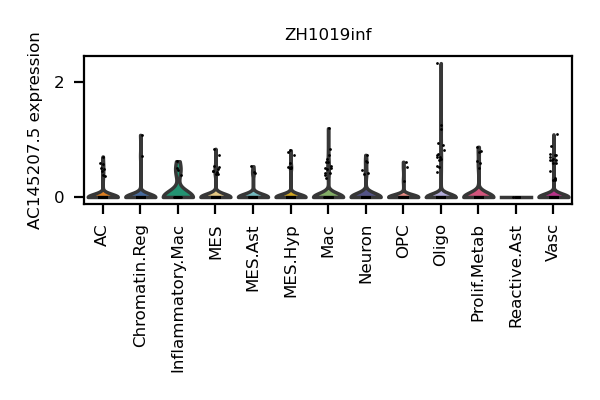 ZH1019inf
AC145207.5 expression
2
0
AC
Chromatin.Reg
Inflammatory.Mac
MES
MES.Ast
MES.Hyp
Mac
Neuron
OPC
Oligo
Prolif.Metab
Reactive.Ast
Vasc